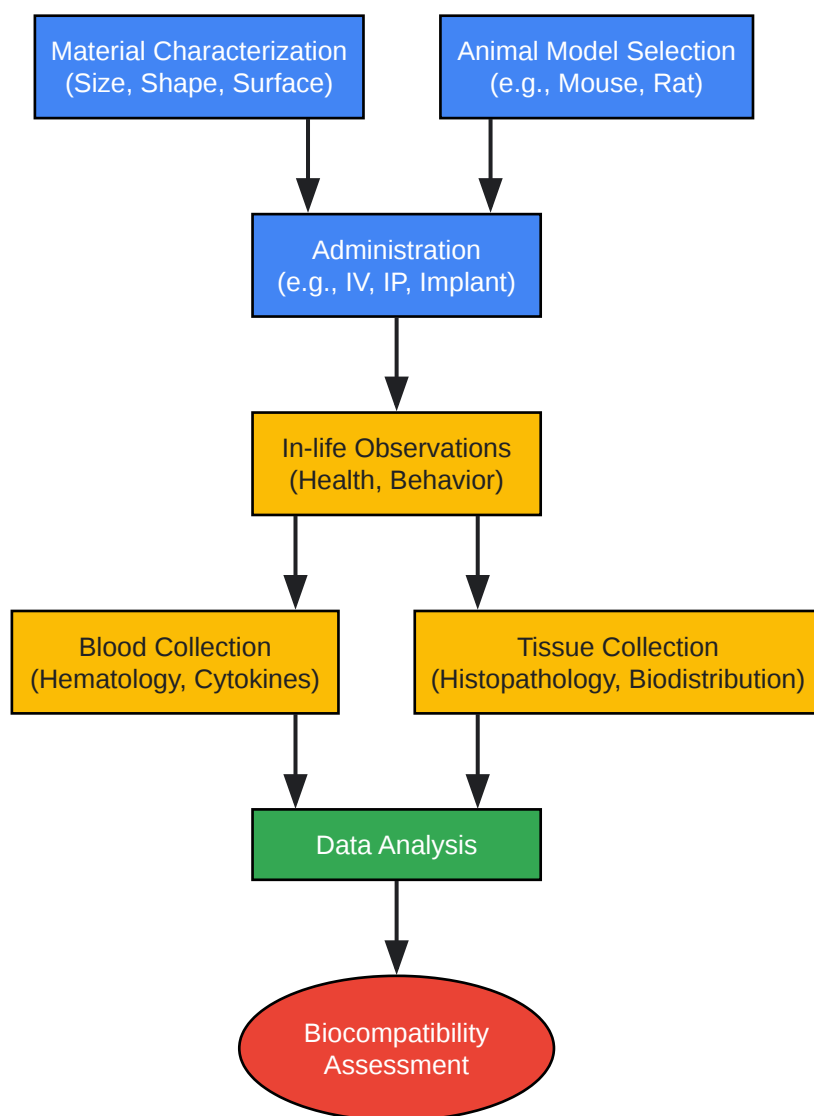 Material Characterization
(Size, Shape, Surface)
Animal Model Selection
(e.g., Mouse, Rat)
Administration
(e.g., IV, IP, Implant)
In-life Observations
(Health, Behavior)
Blood Collection
(Hematology, Cytokines)
Tissue Collection
(Histopathology, Biodistribution)
Data Analysis
Biocompatibility
Assessment